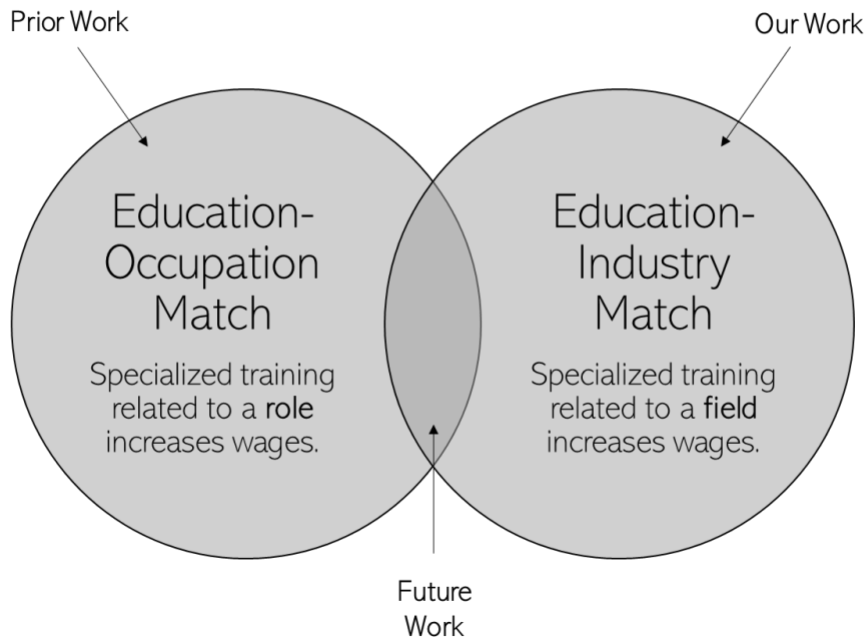 Prior Work
Our Work
Education-
Occupation
Match
Specialized training
related to a role
increases wages.
Education-
Industry
Match
Specialized training
related to a field
increases wages.
Future
Work